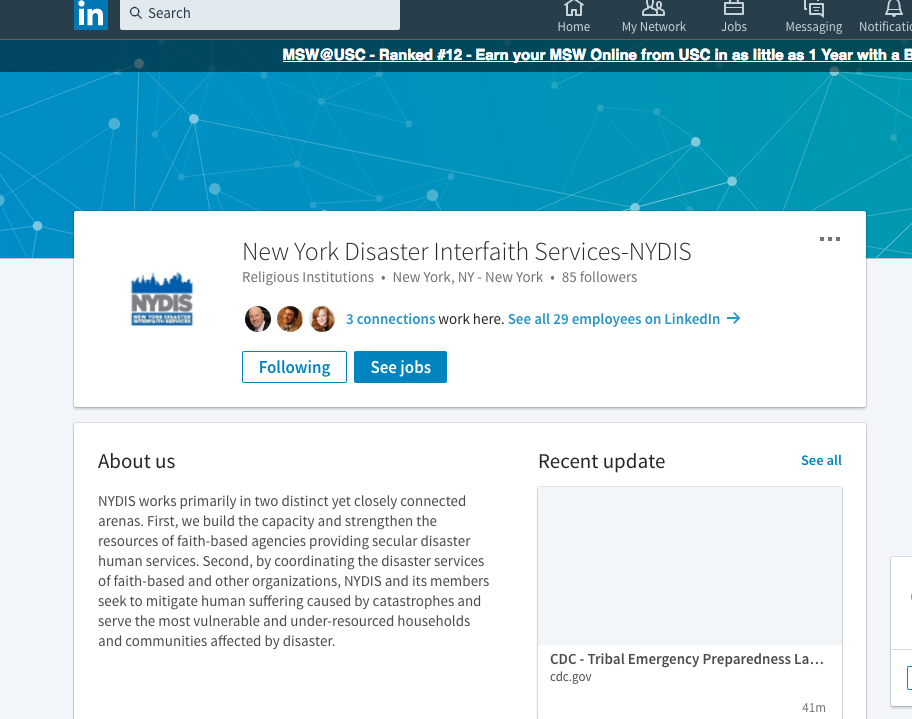 in
Search
Home
My Network
Jobs
Messaging
MSW@USC - Ranked #12 - Earn your MSW Online from USC in as little as 1 Year with a
New York Disaster Interfaith Services-NYDIS
Religious Institutions • New York, NY - New York • 85 followers
NYDIS
NEW YORK DISASTER
INTERFAITH SERVICES
3 connections work here. See all 29 employees on LinkedIn →
Following
See jobs
About us
NYDIS works primarily in two distinct yet closely connected
arenas. First, we build the capacity and strengthen the
resources of faith-based agencies providing secular disaster
human services. Second, by coordinating the disaster services
of faith-based and other organizations, NYDIS and its members
seek to mitigate human suffering caused by catastrophes and
serve the most vulnerable and under-resourced households
and communities affected by disaster.
Recent update
See all
CDC - Tribal Emergency Preparedness La...
cdc.gov
41m